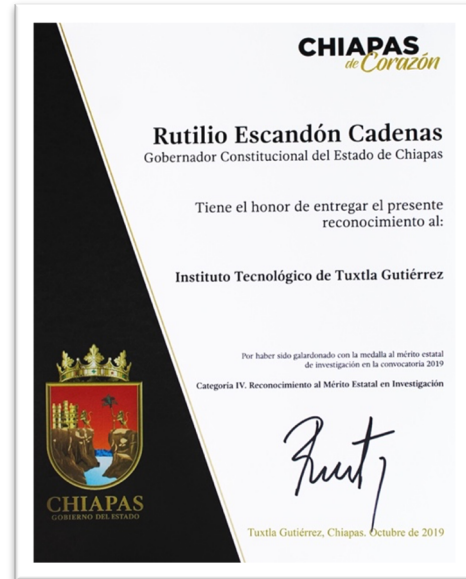 CHIAPAS
de Corazón
Rutilio Escandón Cadenas
Gobernador Constitucional del Estado de Chiapas
Tiene el honor de entregar el presente
reconocimiento al:
Instituto Tecnológico de Tuxtla Gutiérrez
Por haber sido galardonado con la medalla al mérito estatal
de investigación en la convocatoria 2019
Categoría IV. Reconocimiento al Mérito Estatal en Investigación
CHIAPAS
GOBIERNO DEL ESTADO
Tuxtla Gutiérrez, Chiapas. Octubre de 2019